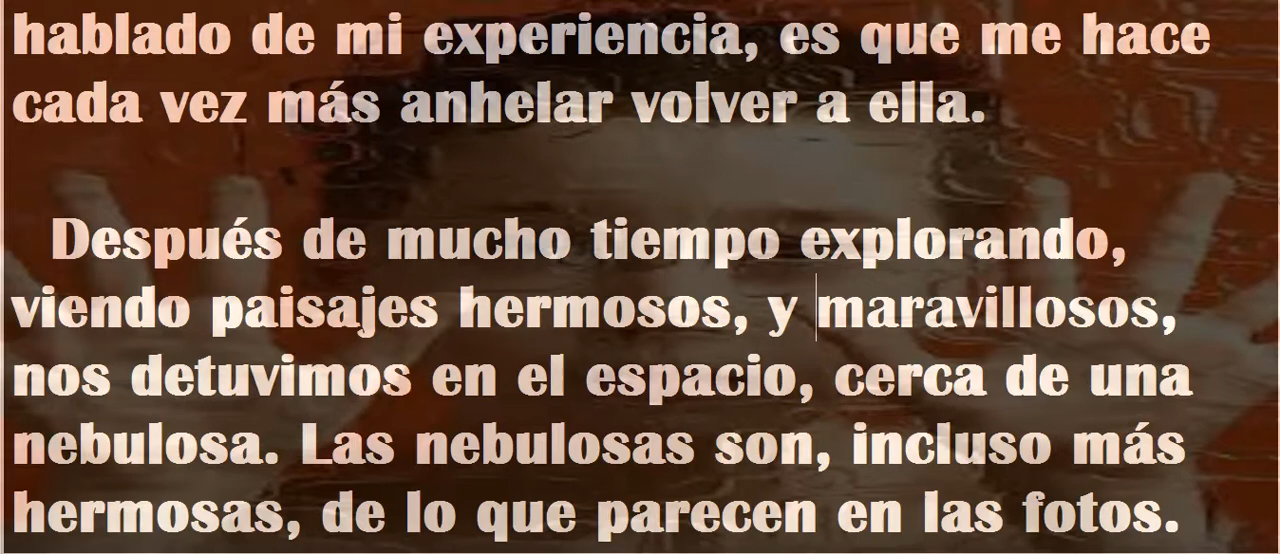 hablado de mi experiencia, es que me hace
cada vez más anhelar volver a ella.
Después de mucho tiempo explorando,
viendo paisajes hermosos, y maravillosos,
nos detuvimos en el espacio, cerca de una
nebulosa. Las nebulosas son, incluso más
hermosas, de lo que parecen en las fotos.